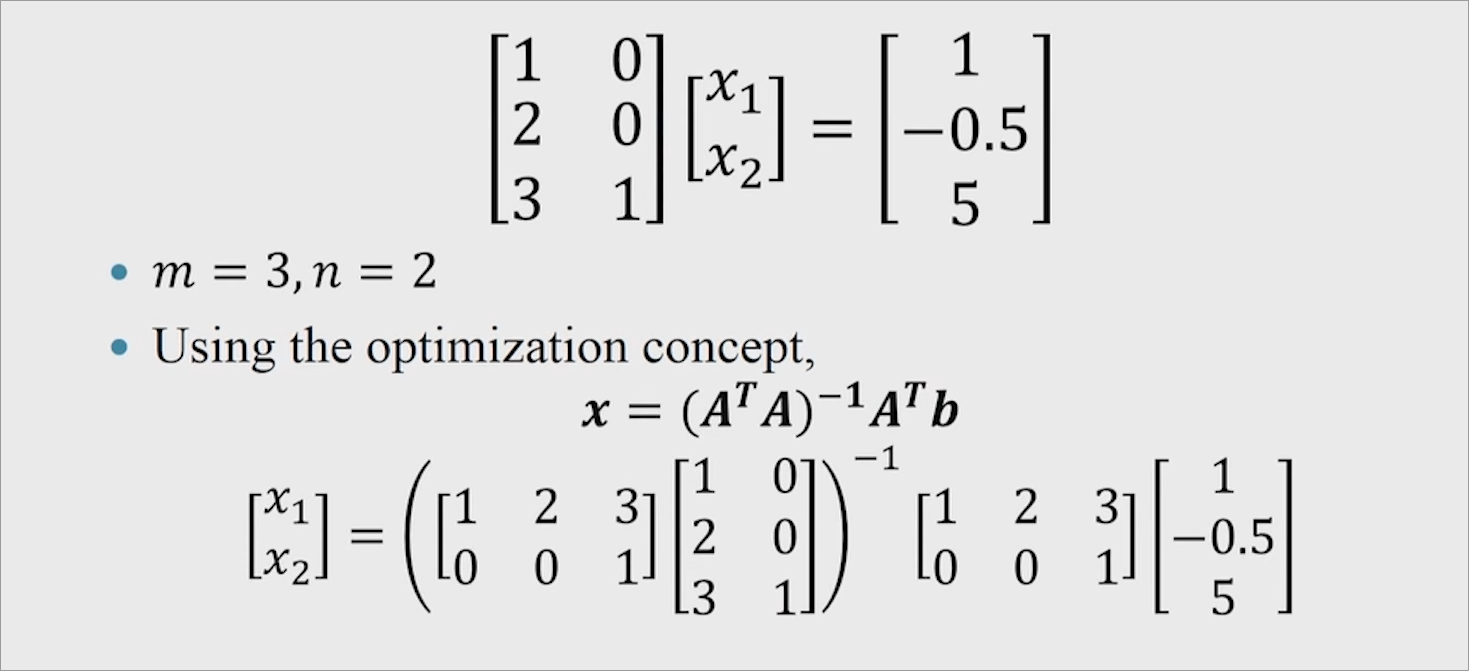 [1 0; 2 0; 3 1] [x₁; x₂] = [1; −0.5; 5]
• m = 3, n = 2
• Using the optimization concept,
x = (AᵀA)⁻¹Aᵀb
[x₁; x₂] = ([1 2 3; 0 0 1] [1 0; 2 0; 3 1])⁻¹ [1 2 3; 0 0 1] [1; −0.5; 5]